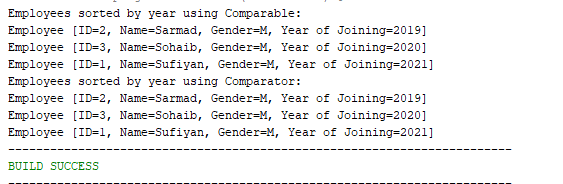 Employees sorted by year using Comparable:
Employee [ID=2, Name=Sarmad, Gender=M, Year of Joining=2019]
Employee [ID=3, Name=Sohaib, Gender=M, Year of Joining=2020]
Employee [ID=1, Name=Sufiyan, Gender=M, Year of Joining=2021]
Employees sorted by year using Comparator:
Employee [ID=2, Name=Sarmad, Gender=M, Year of Joining=2019]
Employee [ID=3, Name=Sohaib, Gender=M, Year of Joining=2020]
Employee [ID=1, Name=Sufiyan, Gender=M, Year of Joining=2021]
------------------------------------------------------------------------
BUILD SUCCESS
------------------------------------------------------------------------